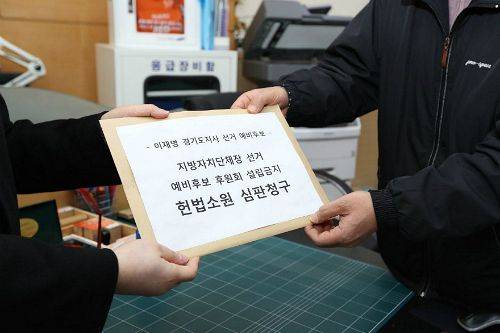 응급장비함
- 이재명 경기도지사 선거 예비후보 -
지방자치단체장 선거
예비후보 후원회 설립금지
헌법소원 심판청구